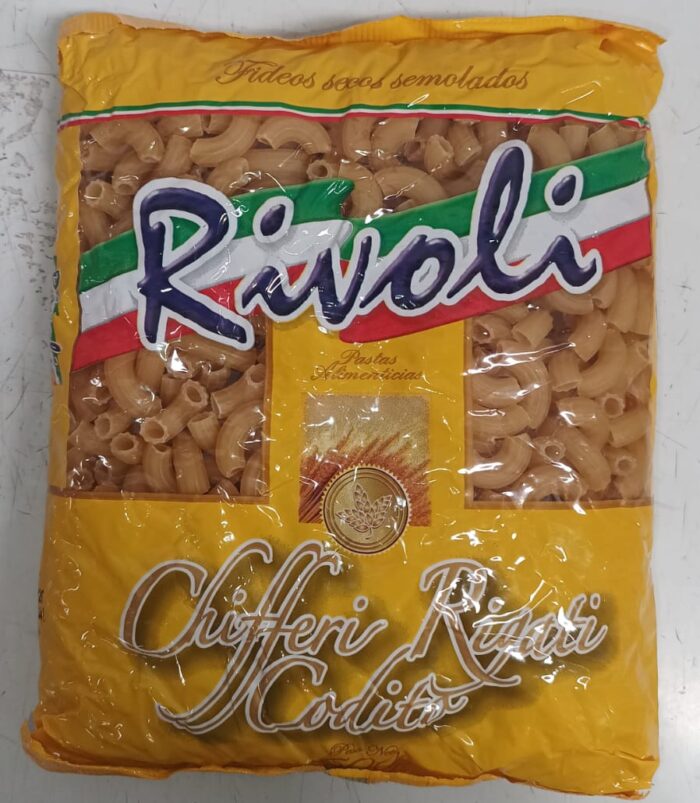 Fideos secos semolados
Rivoli
Pastas
Alimenticias
Chifferi Rigati
Codito